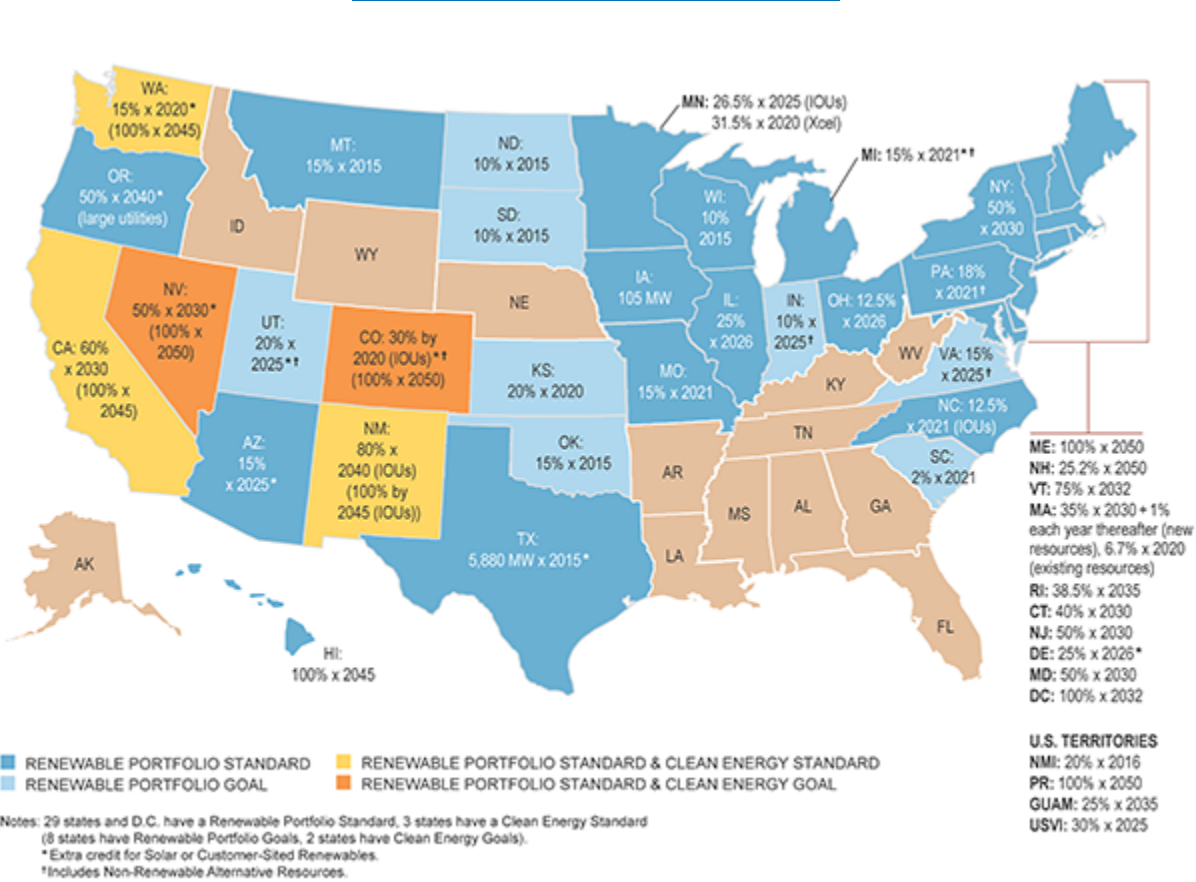 WA:
15% x 2020*
(100% x 2045)
MT:
15% x 2015
ND:
10% x 2015
MN: 26.5% x 2025 (IOUs)
31.5% x 2020 (Xcel)
MI: 15% x 2021*†
OR:
50% x 2040*
(large utilities)
ID
WY
SD:
10% x 2015
WI:
10%
2015
NY:
50%
x 2030
NV:
50% x 2030*
(100% x
2050)
UT:
20% x
2025*†
CO: 30% by
2020 (IOUs)*†
(100% x 2050)
NE
IA:
105 MW
IL:
25%
x 2026
IN:
10% x
2025†
OH: 12.5%
x 2026
PA: 18%
x 2021†
CA: 60%
x 2030
(100% x
2045)
KS:
20% x 2020
MO:
15% x 2021
KY
WV
VA: 15%
x 2025†
AZ:
15%
x 2025*
NM:
80% x
2040 (IOUs)
(100% by
2045 (IOUs))
OK:
15% x 2015
AR
TN
NC: 12.5%
x 2021 (IOUs)
SC:
2% x 2021
TX:
5,880 MW x 2015*
LA
MS
AL
GA
FL
AK
HI:
100% x 2045
ME: 100% x 2050
NH: 25.2% x 2050
VT: 75% x 2032
MA: 35% x 2030 + 1%
each year thereafter (new
resources), 6.7% x 2020
(existing resources)
RI: 38.5% x 2035
CT: 40% x 2030
NJ: 50% x 2030
DE: 25% x 2026*
MD: 50% x 2030
DC: 100% x 2032
U.S. TERRITORIES
NMI: 20% x 2016
PR: 100% x 2050
GUAM: 25% x 2035
USVI: 30% x 2025
RENEWABLE PORTFOLIO STANDARD
RENEWABLE PORTFOLIO GOAL
RENEWABLE PORTFOLIO STANDARD & CLEAN ENERGY STANDARD
RENEWABLE PORTFOLIO STANDARD & CLEAN ENERGY GOAL
Notes: 29 states and D.C. have a Renewable Portfolio Standard, 3 states have a Clean Energy Standard
(8 states have Renewable Portfolio Goals, 2 states have Clean Energy Goals).
*Extra credit for Solar or Customer-Sited Renewables.
†Includes Non-Renewable Alternative Resources.